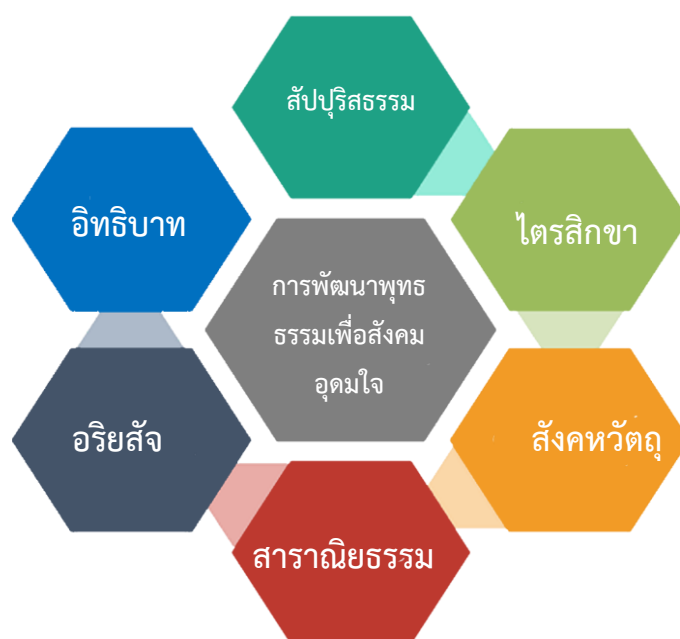 สัปปุริสธรรม
อิทธิบาท
ไตรสิกขา
การพัฒนาพุทธ
ธรรมเพื่อสังคม
อุดมใจ
อริยสัจ
สังคหวัตถุ
สาราณิยธรรม